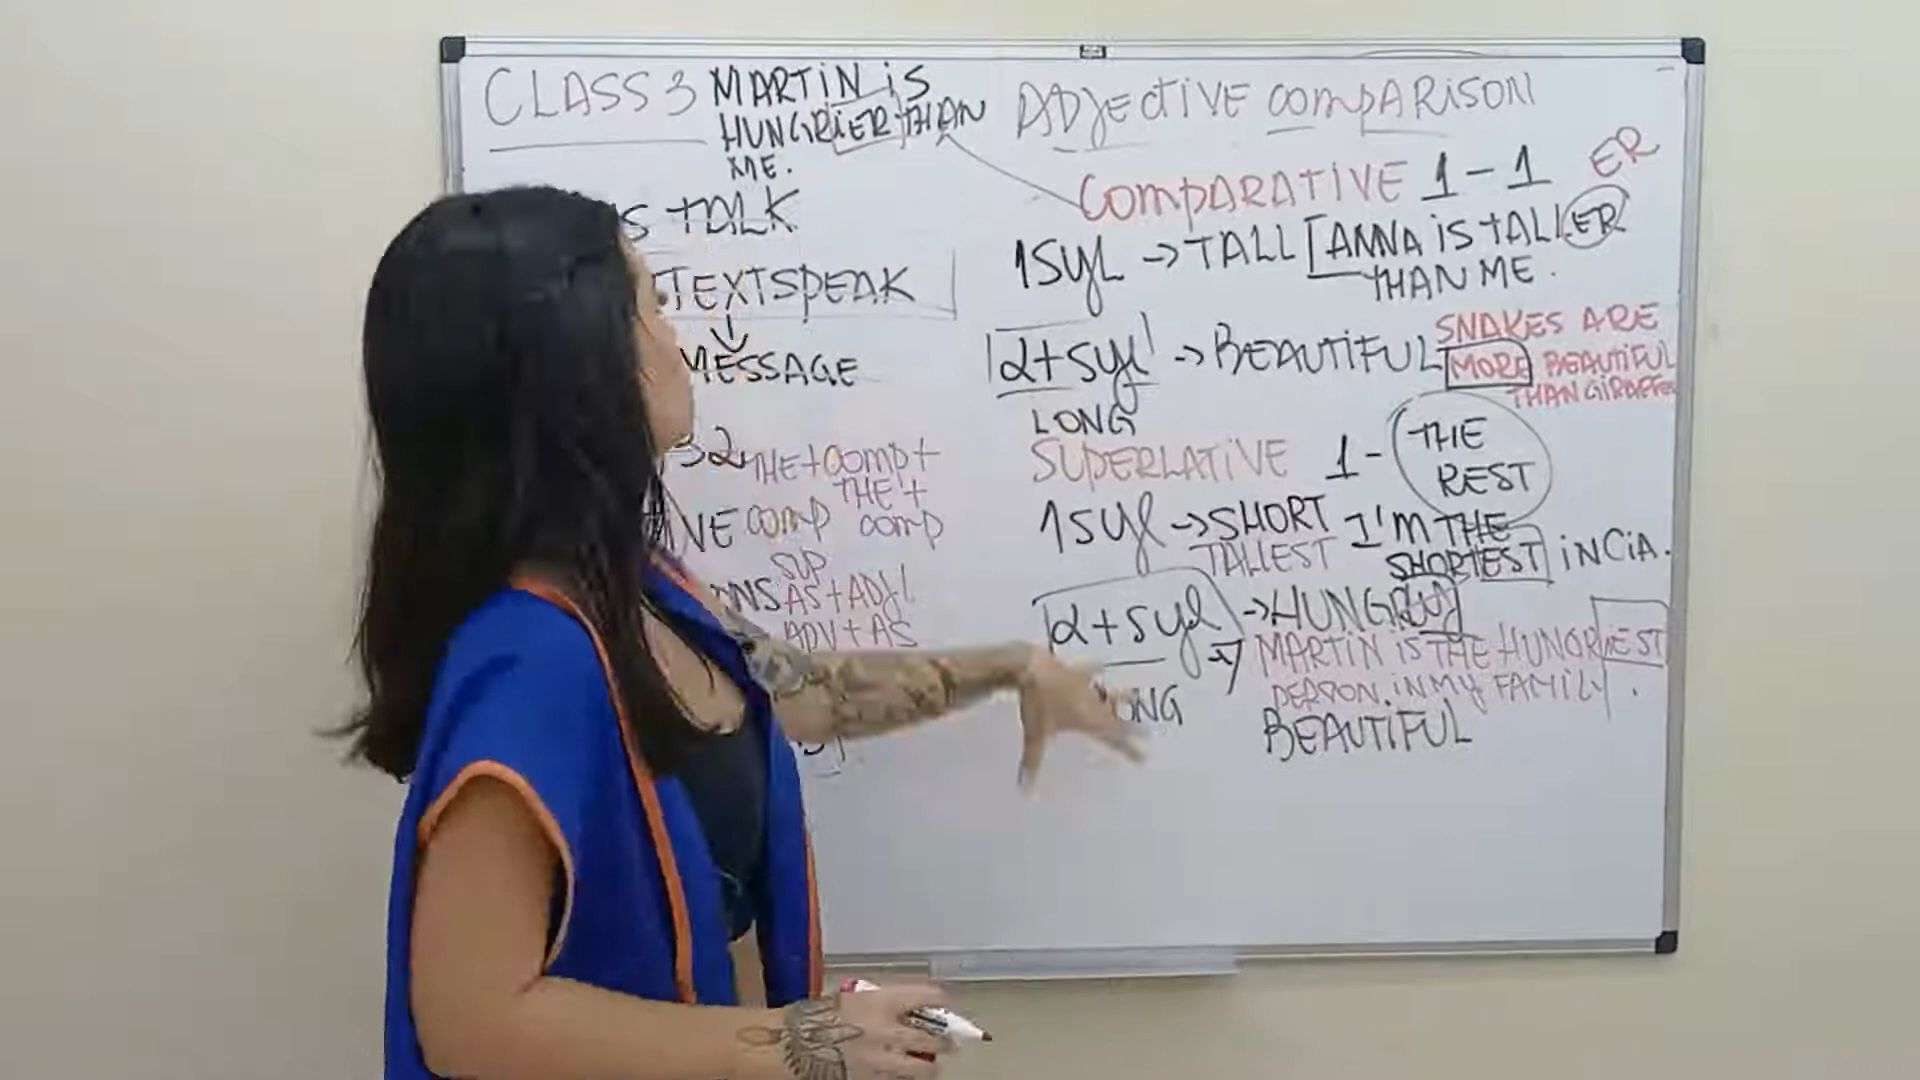 CLASS 3
MARTIN IS
HUNGRIER THAN
ME.
TALK
TEXTSPEAK
MESSAGE
32
THE + COMP +
THE +
COMP
COMP
SUP
AS + ADJ/
ADV + AS
ADJECTIVE COMPARISON
COMPARATIVE 1 - 1 ER
1SYL → TALL [ANNA IS TALLER
THAN ME.
2+SYL → BEAUTIFUL
SNAKES ARE
MORE BEAUTIFUL
THAN GIRAFFES
LONG
SUPERLATIVE 1 - THE
REST
1SYL → SHORT I'M THE
TALLEST SHORTEST IN CIA.
2+SYL → HUNGRY
→ MARTIN IS THE HUNGRIEST
PERSON IN MY FAMILY.
BEAUTIFUL